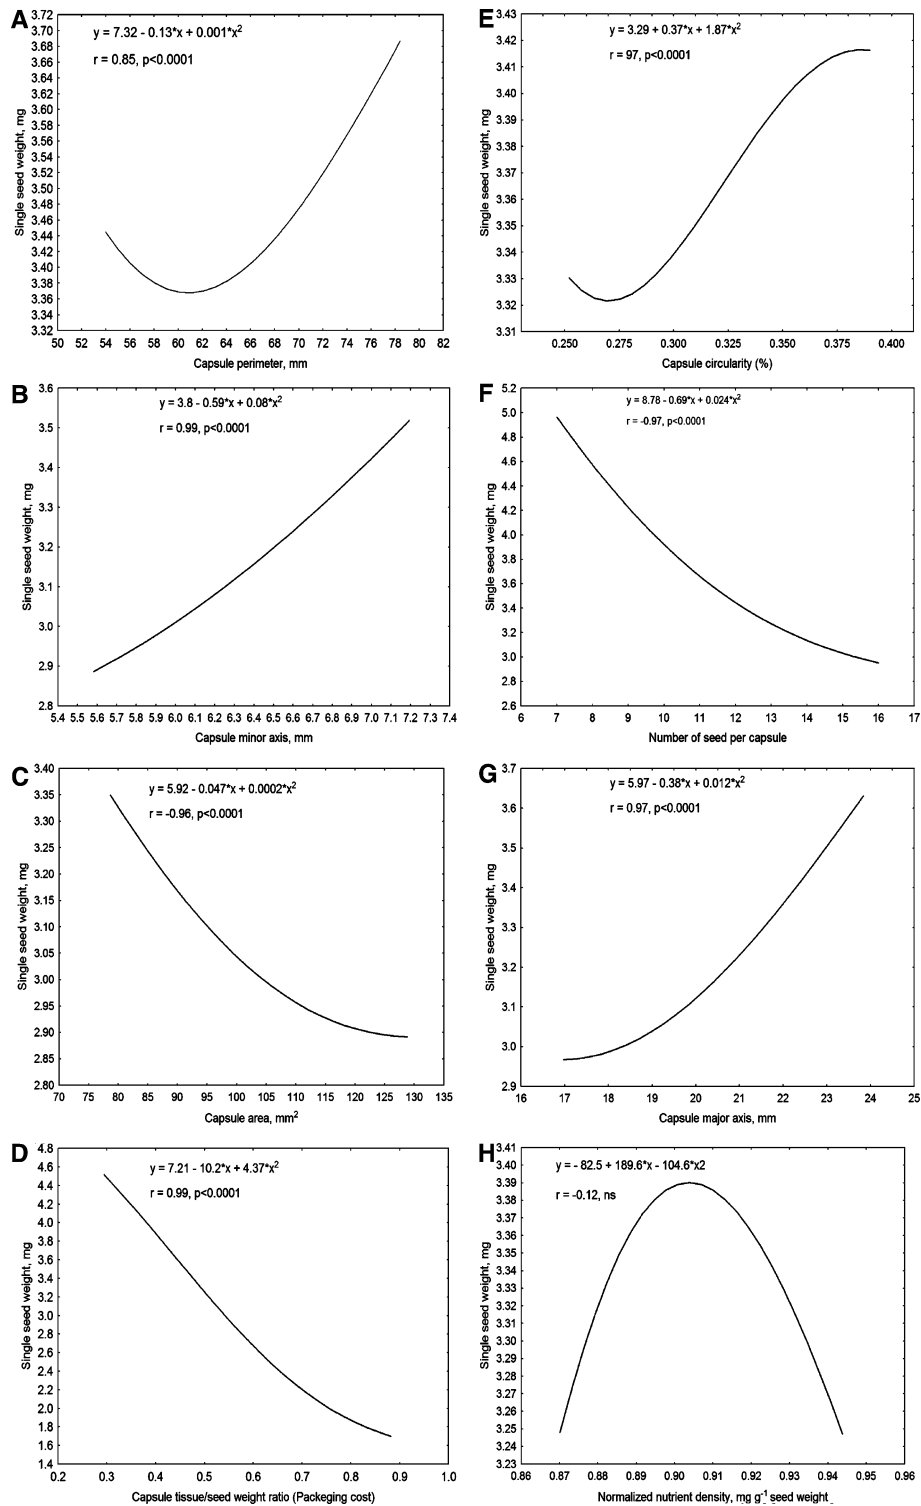 A
y = 7.32 - 0.13*x + 0.001*x²
r = 0.85, p<0.0001
Single seed weight, mg
3.72
3.70
3.68
3.66
3.64
3.62
3.60
3.58
3.56
3.54
3.52
3.50
3.48
3.46
3.44
3.42
3.40
3.38
3.36
3.34
3.32
50 52 54 56 58 60 62 64 66 68 70 72 74 76 78 80 82
Capsule perimeter, mm
E
y = 3.29 + 0.37*x + 1.87*x²
r = 97, p<0.0001
Single seed weight, mg
3.43
3.42
3.41
3.40
3.39
3.38
3.37
3.36
3.35
3.34
3.33
3.32
3.31
0.250 0.275 0.300 0.325 0.350 0.375 0.400
Capsule circularity (%)
B
y = 3.8 - 0.59*x + 0.08*x²
r = 0.99, p<0.0001
Single seed weight, mg
3.6
3.5
3.4
3.3
3.2
3.1
3.0
2.9
2.8
5.4 5.5 5.6 5.7 5.8 5.9 6.0 6.1 6.2 6.3 6.4 6.5 6.6 6.7 6.8 6.9 7.0 7.1 7.2 7.3 7.4
Capsule minor axis, mm
F
y = 8.78 - 0.69*x + 0.024*x²
r = -0.97, p<0.0001
Single seed weight, mg
5.2
5.0
4.8
4.6
4.4
4.2
4.0
3.8
3.6
3.4
3.2
3.0
2.8
2.6
6 7 8 9 10 11 12 13 14 15 16 17
Number of seed per capsule
C
y = 5.92 - 0.047*x + 0.0002*x²
r = -0.96, p<0.0001
Single seed weight, mg
3.40
3.35
3.30
3.25
3.20
3.15
3.10
3.05
3.00
2.95
2.90
2.85
2.80
70 75 80 85 90 95 100 105 110 115 120 125 130 135
Capsule area, mm²
G
y = 5.97 - 0.38*x + 0.012*x²
r = 0.97, p<0.0001
Single seed weight, mg
3.7
3.6
3.5
3.4
3.3
3.2
3.1
3.0
2.9
16 17 18 19 20 21 22 23 24 25
Capsule major axis, mm
D
y = 7.21 - 10.2*x + 4.37*x²
r = 0.99, p<0.0001
Single seed weight, mg
4.8
4.6
4.4
4.2
4.0
3.8
3.6
3.4
3.2
3.0
2.8
2.6
2.4
2.2
2.0
1.8
1.6
1.4
0.2 0.3 0.4 0.5 0.6 0.7 0.8 0.9 1.0
Capsule tissue/seed weight ratio (Packeging cost)
H
y = - 82.5 + 189.6*x - 104.6*x2
r = -0.12, ns
Single seed weight, mg
3.41
3.40
3.39
3.38
3.37
3.36
3.35
3.34
3.33
3.32
3.31
3.30
3.29
3.28
3.27
3.26
3.25
3.24
3.23
0.86 0.87 0.88 0.89 0.90 0.91 0.92 0.93 0.94 0.95 0.96
Normalized nutrient density, mg g⁻¹ seed weight